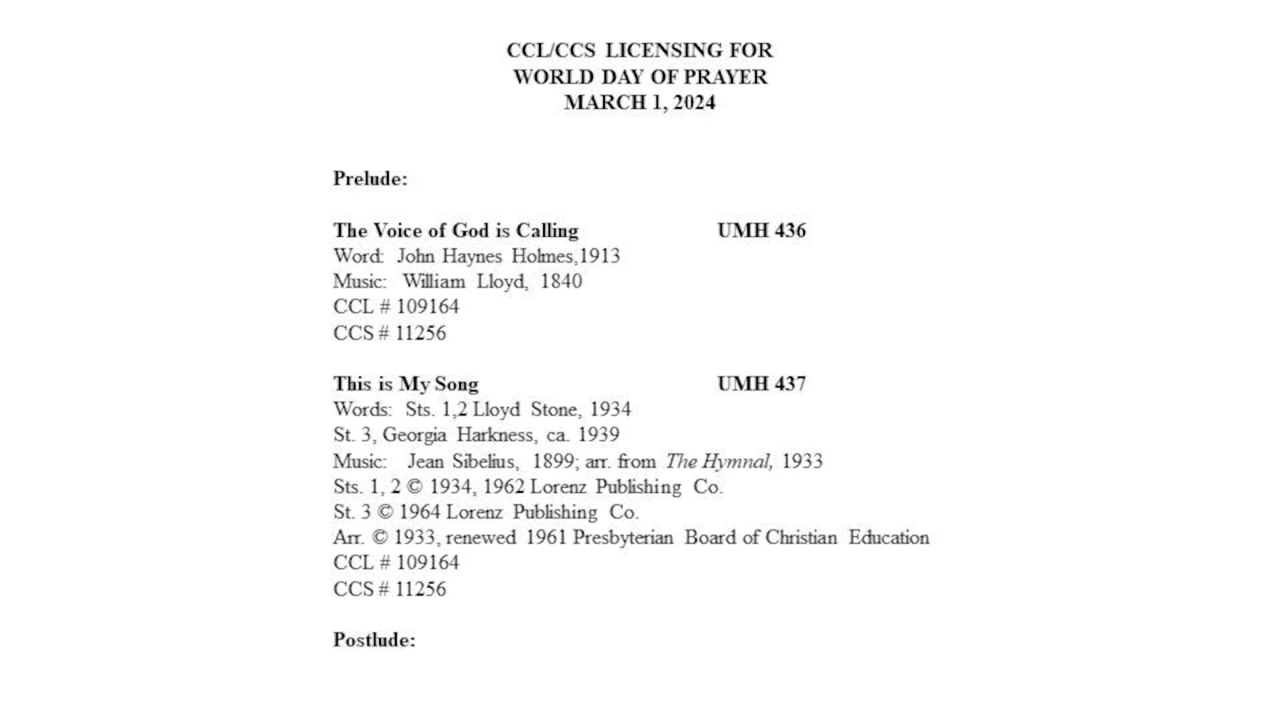 CCL/CCS LICENSING FOR
WORLD DAY OF PRAYER
MARCH 1, 2024
Prelude:
The Voice of God is Calling UMH 436
Word: John Haynes Holmes,1913
Music: William Lloyd, 1840
CCL # 109164
CCS # 11256
This is My Song UMH 437
Words: Sts. 1,2 Lloyd Stone, 1934
St. 3, Georgia Harkness, ca. 1939
Music: Jean Sibelius, 1899; arr. from The Hymnal, 1933
Sts. 1, 2 © 1934, 1962 Lorenz Publishing Co.
St. 3 © 1964 Lorenz Publishing Co.
Arr. © 1933, renewed 1961 Presbyterian Board of Christian Education
CCL # 109164
CCS # 11256
Postlude: